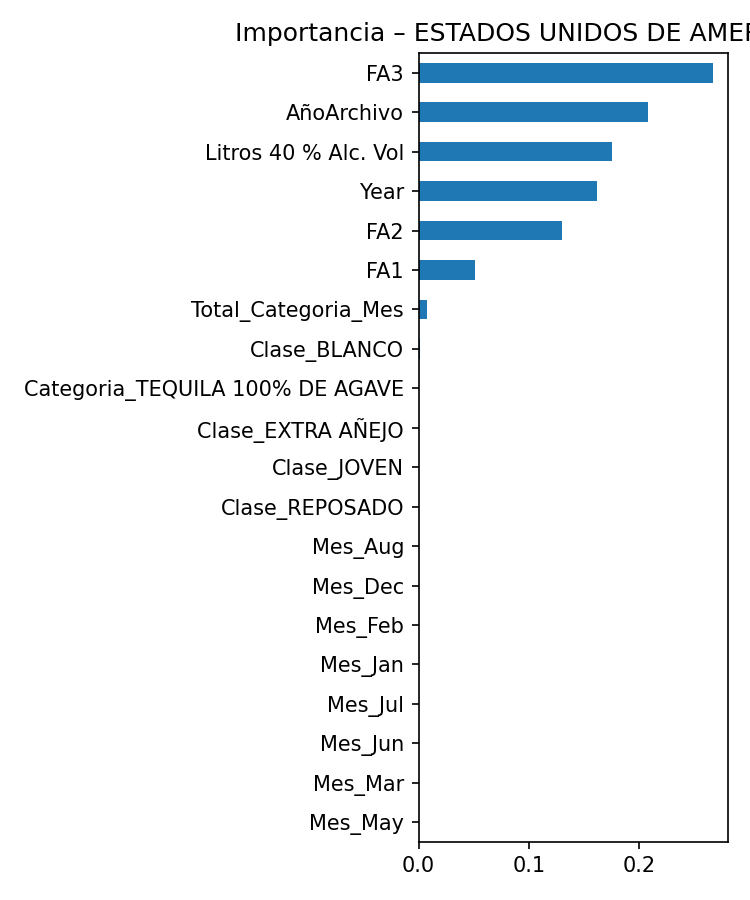 Importancia – ESTADOS UNIDOS DE AMER
FA3
AñoArchivo
Litros 40 % Alc. Vol
Year
FA2
FA1
Total_Categoria_Mes
Clase_BLANCO
Categoria_TEQUILA 100% DE AGAVE
Clase_EXTRA AÑEJO
Clase_JOVEN
Clase_REPOSADO
Mes_Aug
Mes_Dec
Mes_Feb
Mes_Jan
Mes_Jul
Mes_Jun
Mes_Mar
Mes_May
0.0 0.1 0.2